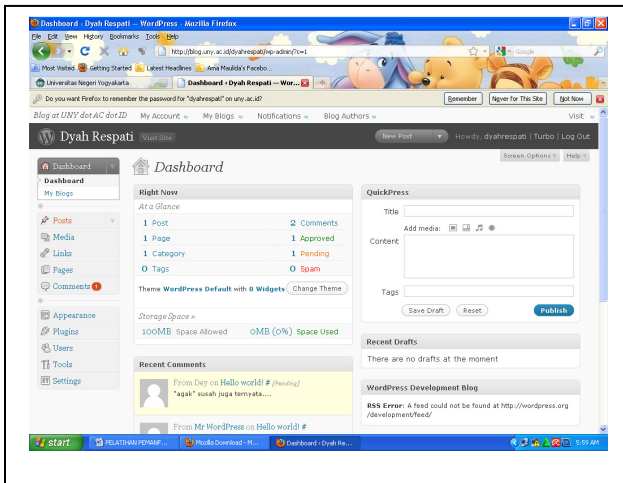 Dashboard ‹ Dyah Respati — WordPress - Mozilla Firefox
File Edit View History Bookmarks Tools Help
http://blog.uny.ac.id/dyahrespati/wp-admin/?c=1
Google
Most Visited Getting Started Latest Headlines Ama Maulida's Facebo...
Universitas Negeri Yogyakarta
Dashboard ‹ Dyah Respati — Wor...
Do you want Firefox to remember the password for "dyahrespati" on uny.ac.id?
Remember Never for This Site Not Now
Blog at UNY dot AC dot ID My Account My Blogs Notifications Blog Authors Visit
Dyah Respati Visit Site
New Post Howdy, dyahrespati | Turbo | Log Out
Screen Options Help
Dashboard
Dashboard
My Blogs
Posts
Media
Links
Pages
Comments 1
Appearance
Plugins
Users
Tools
Settings
Dashboard
Right Now
At a Glance
1 Post 2 Comments
1 Page 1 Approved
1 Category 1 Pending
0 Tags 0 Spam
Theme WordPress Default with 0 Widgets Change Theme
Storage Space »
100MB Space Allowed 0MB (0%) Space Used
Recent Comments
From Dey on Hello world! # [Pending]
"agak" susah juga ternyata....
From Mr WordPress on Hello world! #
QuickPress
Title
Add media:
Content
Tags
Save Draft Reset Publish
Recent Drafts
There are no drafts at the moment
WordPress Development Blog
RSS Error: A feed could not be found at http://wordpress.org
/development/feed/
start PELATIHAN PEMANF... Mozilla Download - M... Dashboard ‹ Dyah Re... 5:59 AM